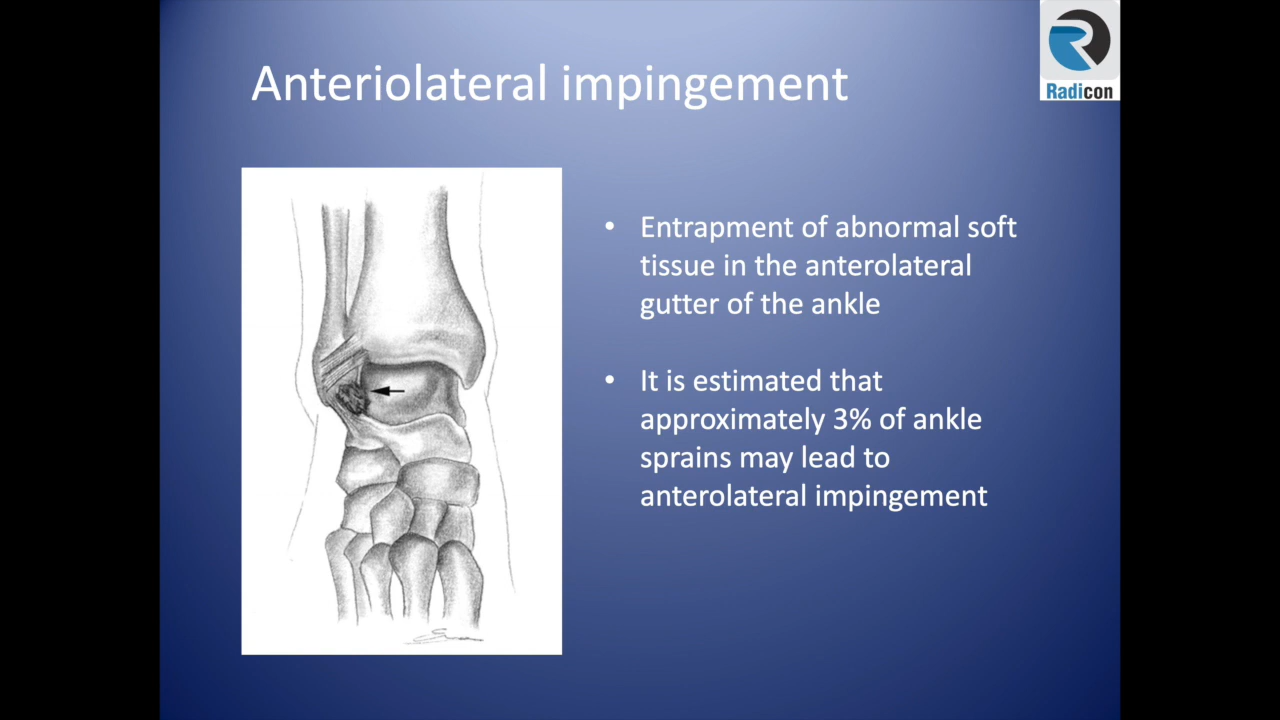 Anteriolateral impingement
Radicon
• Entrapment of abnormal soft
tissue in the anterolateral
gutter of the ankle
• It is estimated that
approximately 3% of ankle
sprains may lead to
anterolateral impingement